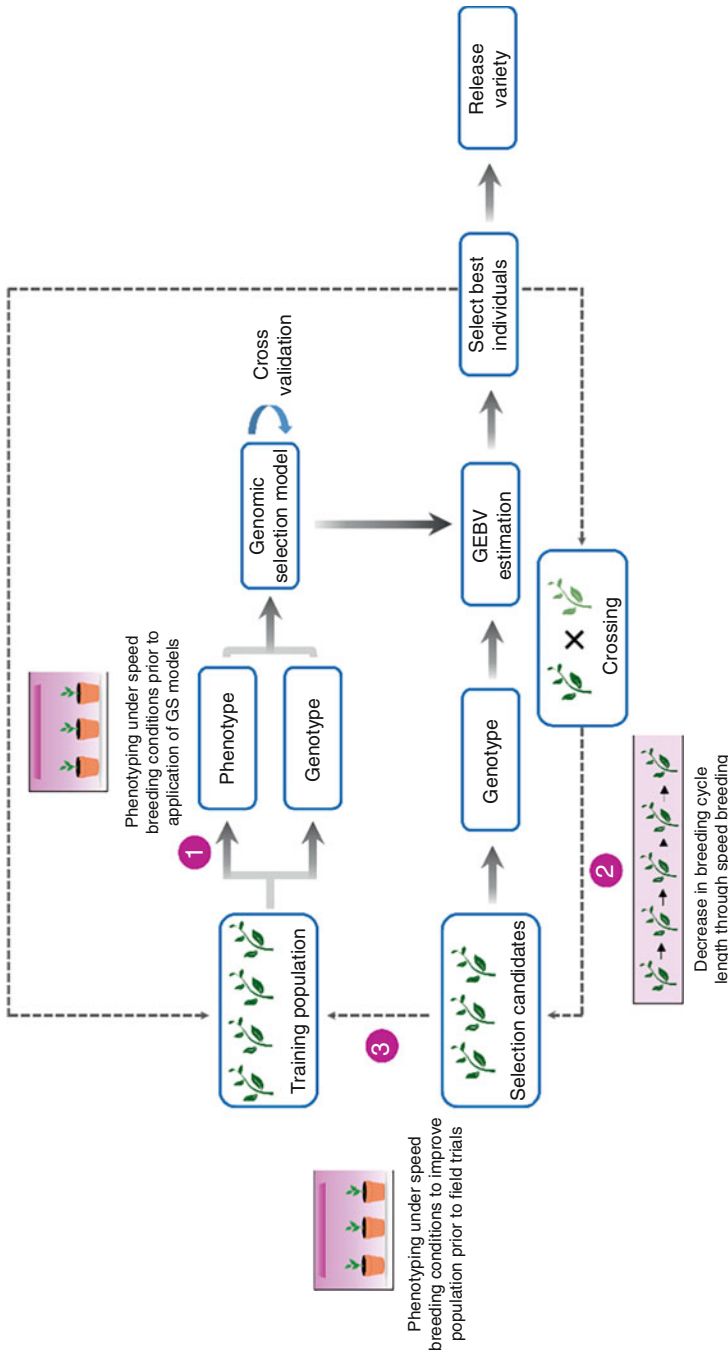 Phenotyping under speed
breeding conditions prior to
application of GS models
1
Training population
Phenotype
Genotype
Genomic
selection model
Cross
validation
3
Phenotyping under speed
breeding conditions to improve
population prior to field trials
Selection candidates
Genotype
GEBV
estimation
Select best
individuals
Release
variety
×
Crossing
2
Decrease in breeding cycle
length through speed breeding